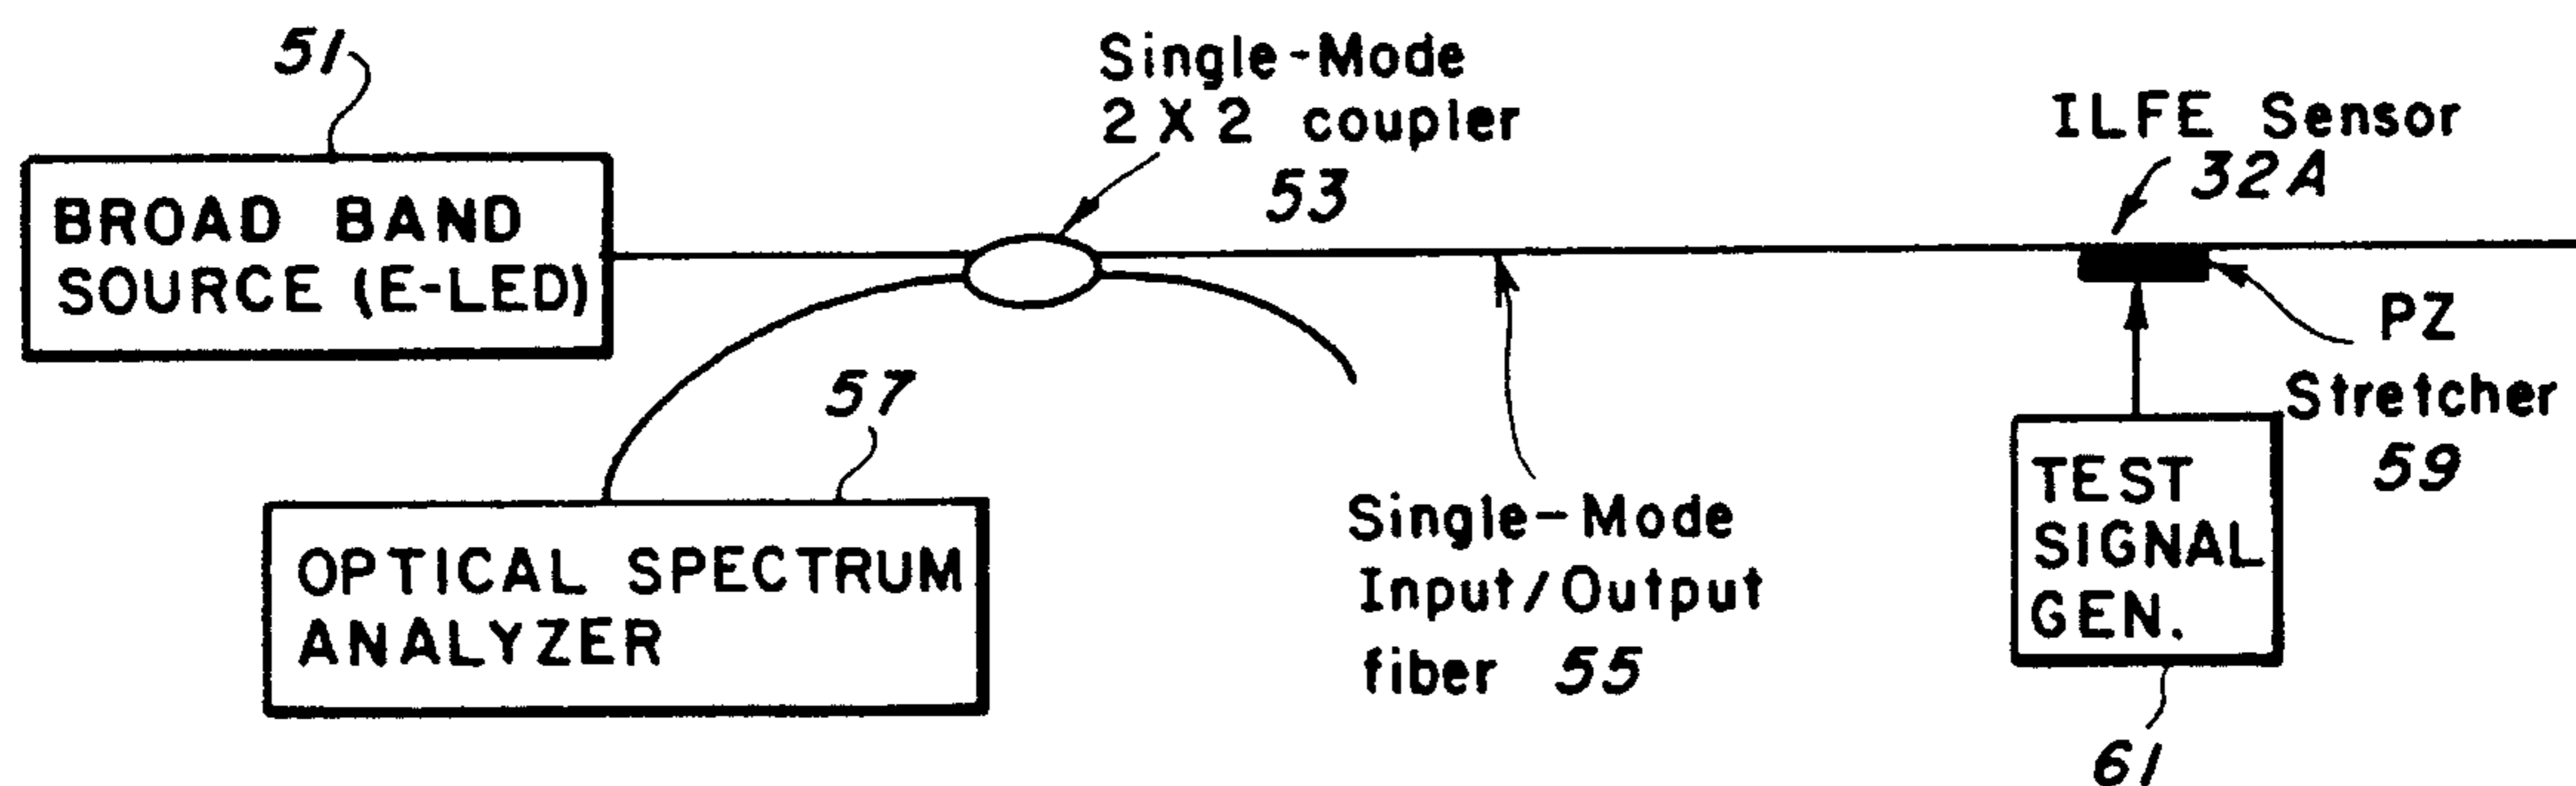 51
BROAD BAND
SOURCE (E-LED)
Single-Mode
2 X 2 coupler
53
ILFE Sensor
32A
PZ
Stretcher
59
57
OPTICAL SPECTRUM
ANALYZER
Single-Mode
Input/Output
fiber 55
TEST
SIGNAL
GEN.
61